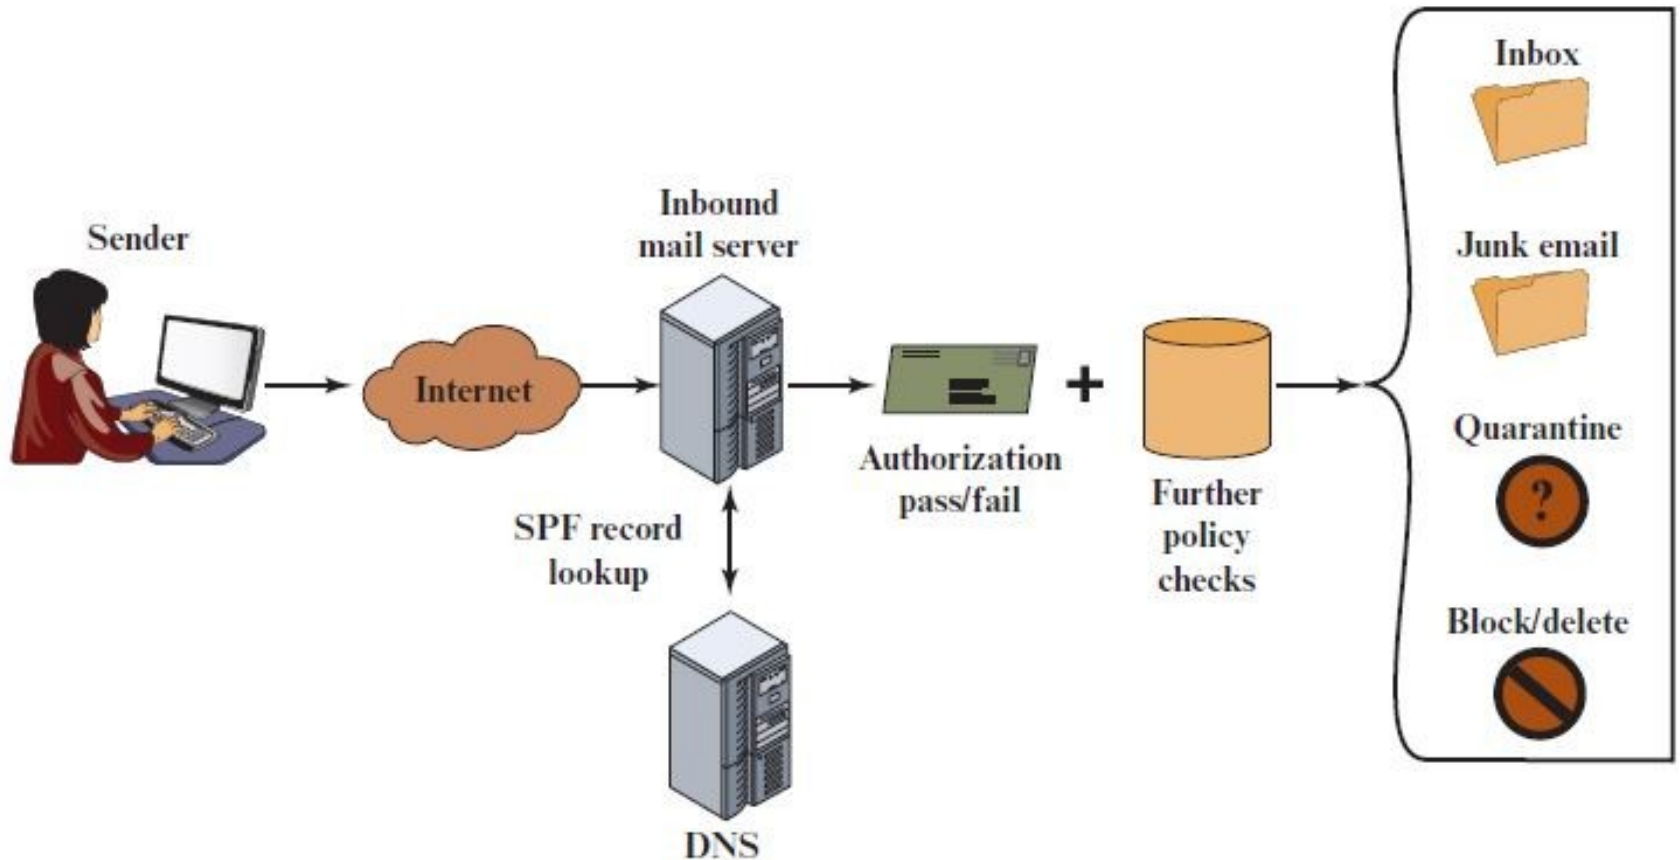 Sender
Internet
Inbound
mail server
SPF record
lookup
DNS
Authorization
pass/fail
+
Further
policy
checks
Inbox
Junk email
Quarantine
?
Block/delete